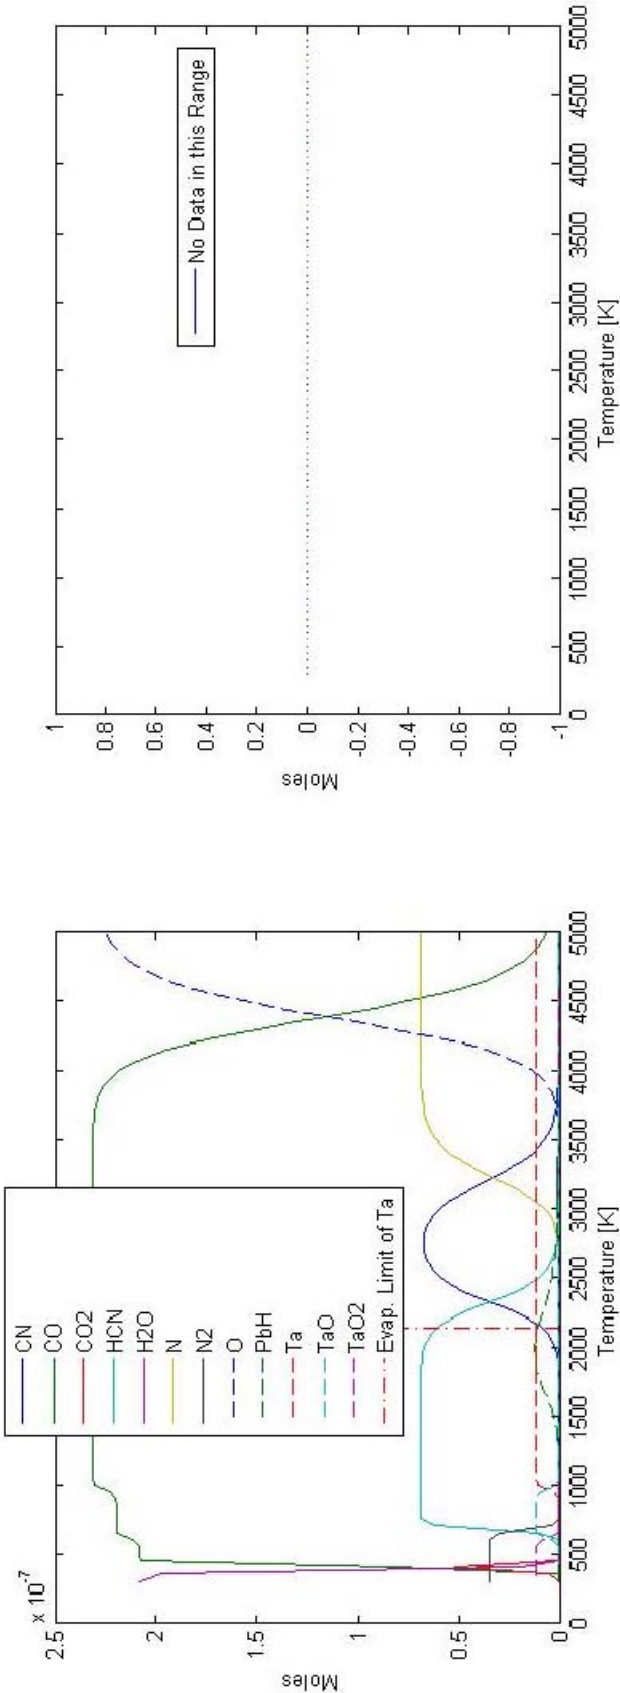 x 10-7
2.5
2
1.5
1
0.5
0
Moles
0
500
1000
1500
2000
2500
3000
3500
4000
4500
5000
Temperature [K]
CN
CO
CO2
HCN
H2O
N
N2
O
PbH
Ta
TaO
TaO2
Evap. Limit of Ta
1
0.8
0.6
0.4
0.2
0
-0.2
-0.4
-0.6
-0.8
-1
Moles
0
500
1000
1500
2000
2500
3000
3500
4000
4500
5000
Temperature [K]
No Data in this Range